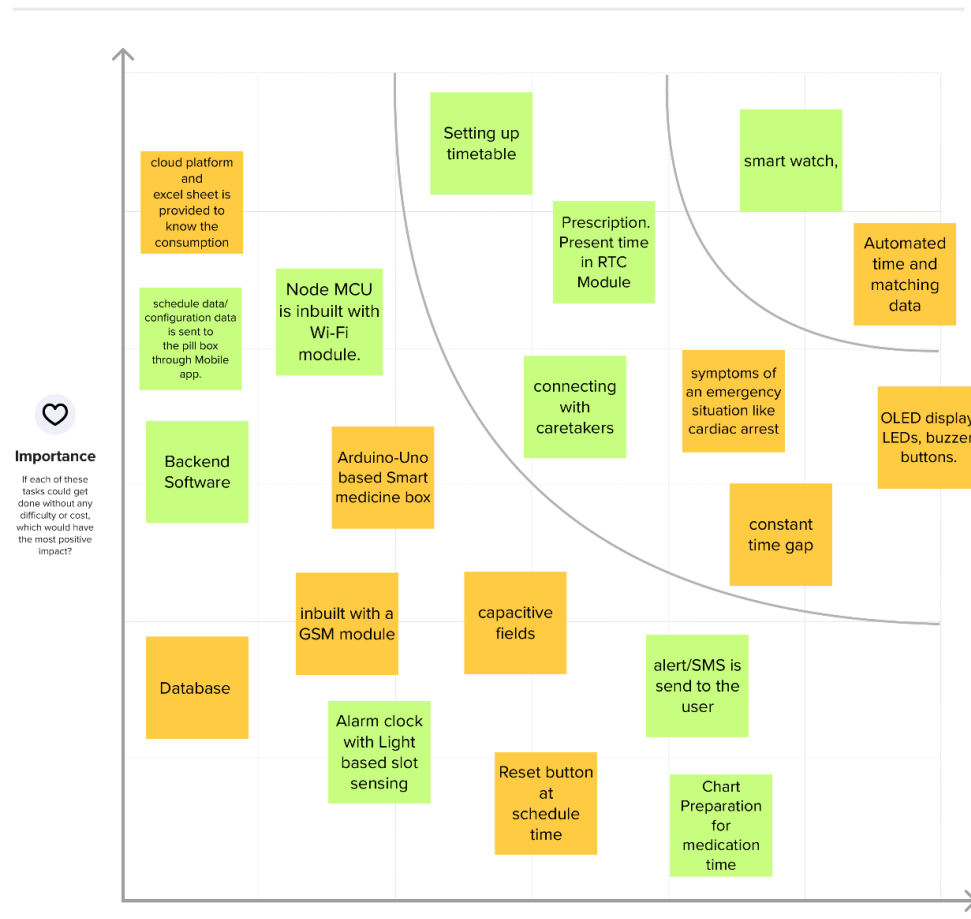 Setting up
timetable
smart watch,
cloud platform
and
excel sheet is
provided to
know the
consumption
Prescription.
Present time
in RTC
Module
Automated
time and
matching
data
Node MCU
is inbuilt with
Wi-Fi
module.
schedule data/
configuration data
is sent to
the pill box
through Mobile
app.
connecting
with
caretakers
symptoms of
an emergency
situation like
cardiac arrest
OLED display
LEDs, buzzer
buttons.
Importance
If each of these
tasks could get
done without any
difficulty or cost,
which would have
the most positive
impact?
Backend
Software
Arduino-Uno
based Smart
medicine box
constant
time gap
inbuilt with a
GSM module
capacitive
fields
Database
alert/SMS is
send to the
user
Alarm clock
with Light
based slot
sensing
Reset button
at
schedule
time
Chart
Preparation
for
medication
time